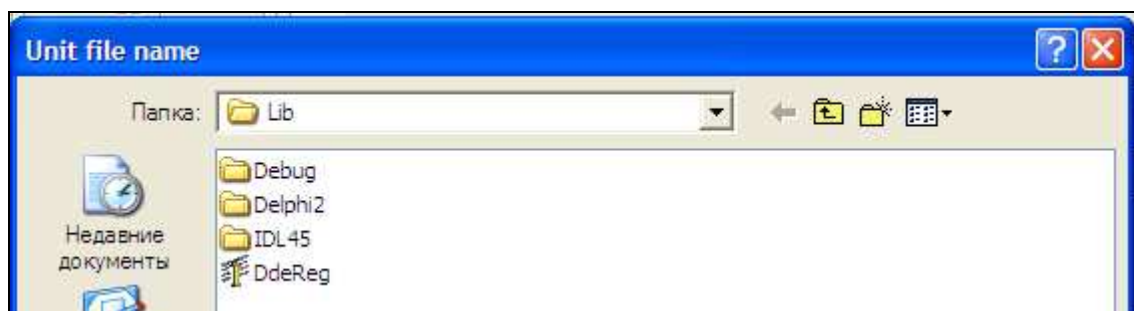 Unit file name
Папка: Lib
Debug
Delphi2
IDL45
DdeReg
Недавние
документы